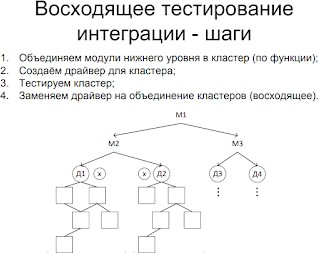 Восходящее тестирование
интеграции - шаги
1. Объединяем модули нижнего уровня в кластер (по функции);
2. Создаём драйвер для кластера;
3. Тестируем кластер;
4. Заменяем драйвер на объединение кластеров (восходящее).
М1
М2 М3
Д1 x x Д2 Д3 Д4